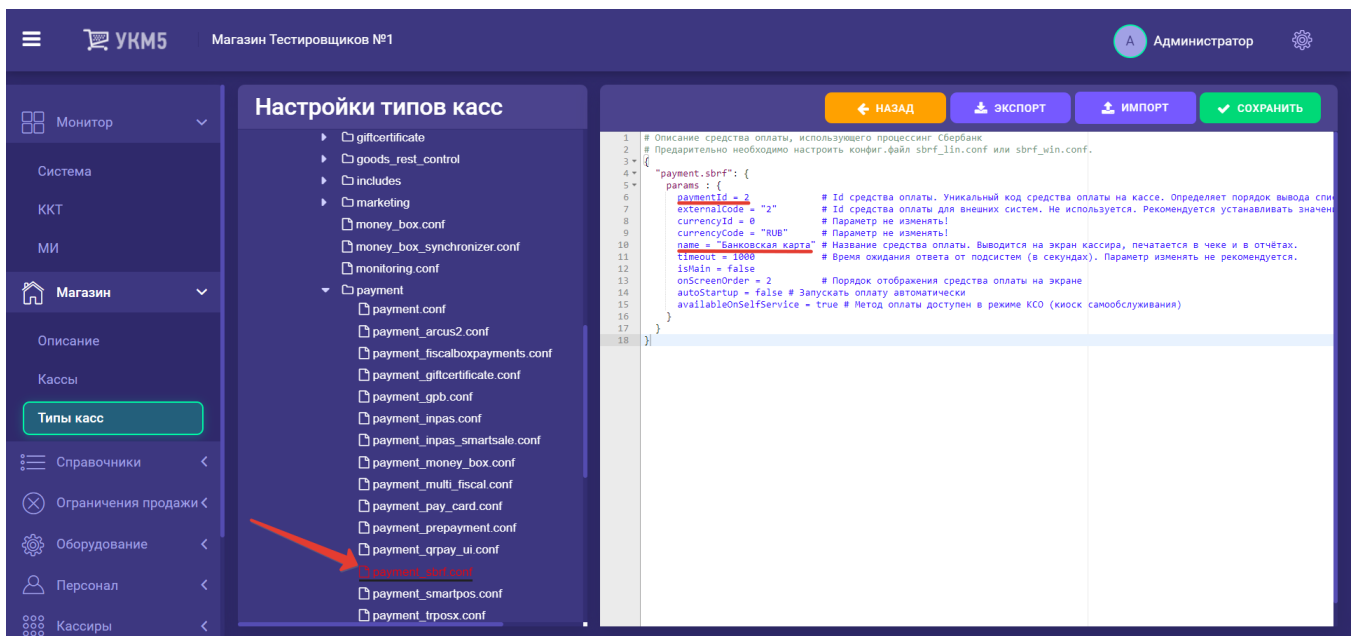 УКМ5
Магазин Тестировщиков №1
А
Администратор
Монитор
Система
ККТ
МИ
Магазин
Описание
Кассы
Типы касс
Справочники
Ограничения продажи
Оборудование
Персонал
Кассиры
Настройки типов касс
giftcertificate
goods_rest_control
includes
marketing
money_box.conf
money_box_synchronizer.conf
monitoring.conf
payment
payment.conf
payment_arcus2.conf
payment_fiscalboxpayments.conf
payment_giftcertificate.conf
payment_gpb.conf
payment_inpas.conf
payment_inpas_smartsale.conf
payment_money_box.conf
payment_multi_fiscal.conf
payment_pay_card.conf
payment_prepayment.conf
payment_qrpay_ui.conf
payment_sbrf.conf
payment_smartpos.conf
payment_trposx.conf
НАЗАД
ЭКСПОРТ
ИМПОРТ
СОХРАНИТЬ
1 # Описание средства оплаты, использующего процессинг Сбербанк
2 # Предарительно необходимо настроить конфиг.файл sbrf_lin.conf или sbrf_win.conf.
3 {
4 "payment.sbrf": {
5 params : {
6 paymentId = 2 # Id средства оплаты. Уникальный код средства оплаты на кассе. Определяет порядок вывода спи
7 externalCode = "2" # Id средства оплаты для внешних систем. Не используется. Рекомендуется устанавливать значен
8 currencyId = 0 # Параметр не изменять!
9 currencyCode = "RUB" # Параметр не изменять!
10 name = "Банковская карта" # Название средства оплаты. Выводится на экран кассира, печатается в чеке и в отчётах.
11 timeout = 1000 # Время ожидания ответа от подсистем (в секундах). Параметр изменять не рекомендуется.
12 isMain = false
13 onScreenOrder = 2 # Порядок отображения средства оплаты на экране
14 autoStartup = false # Запускать оплату автоматически
15 availableOnSelfService = true # Метод оплаты доступен в режиме КСО (киоск самообслуживания)
16 }
17 }
18 }